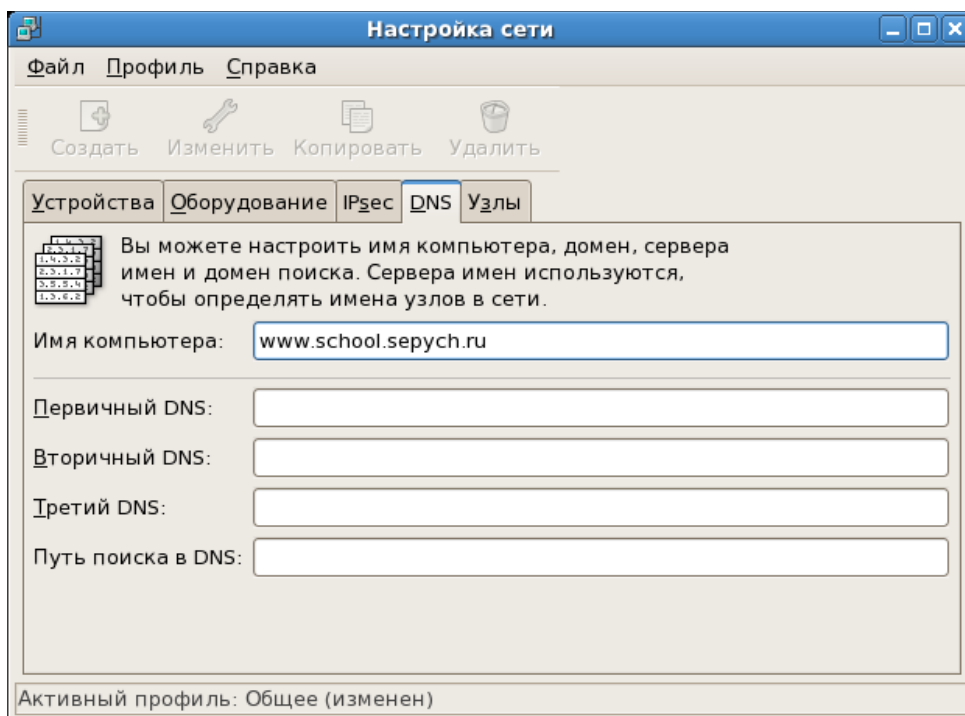 Настройка сети
Файл Профиль Справка
Создать Изменить Копировать Удалить
Устройства Оборудование IPsec DNS Узлы
Вы можете настроить имя компьютера, домен, сервера
имен и домен поиска. Сервера имен используются,
чтобы определять имена узлов в сети.
Имя компьютера: www.school.sepych.ru
Первичный DNS:
Вторичный DNS:
Третий DNS:
Путь поиска в DNS:
Активный профиль: Общее (изменен)